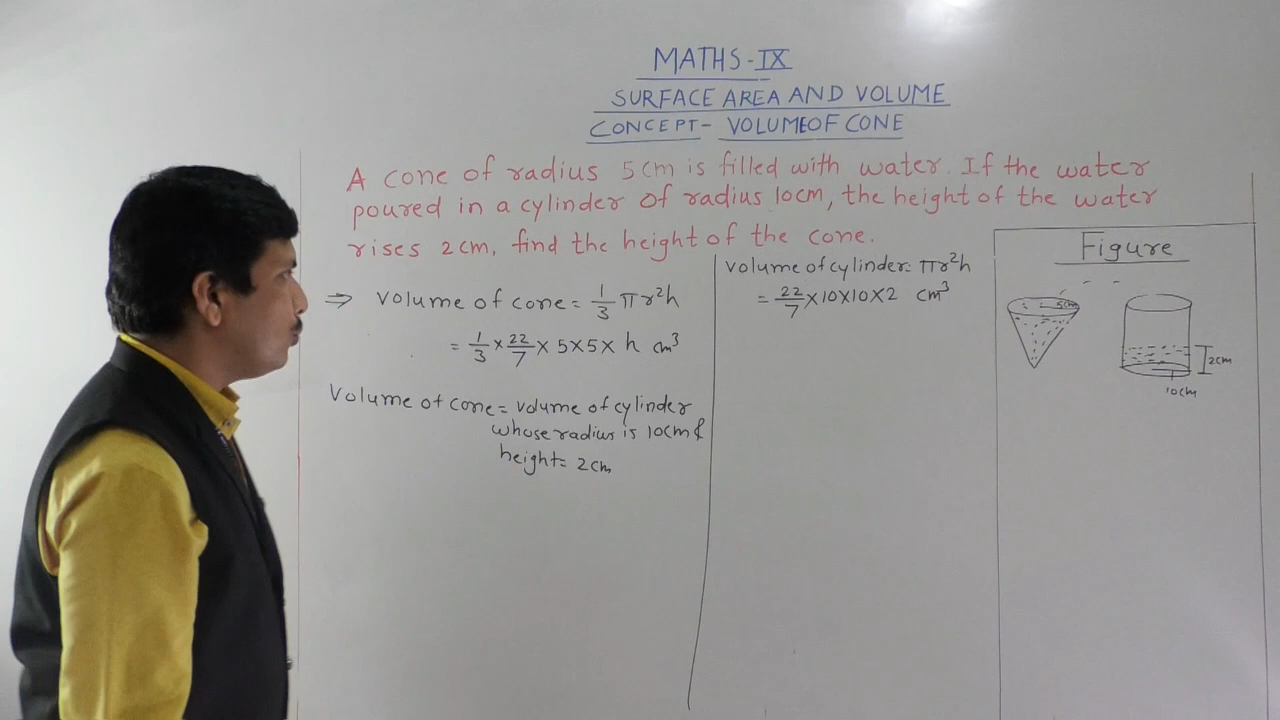 MATHS-IX
SURFACE AREA AND VOLUME
CONCEPT- VOLUME OF CONE
A cone of radius 5cm is filled with water. If the water
poured in a cylinder of radius 10cm, the height of the water
rises 2cm, find the height of the cone.
⇒ Volume of cone = 1/3 πr²h
= 1/3 × 22/7 × 5×5× h cm³
Volume of cone = volume of cylinder
whose radius is 10cm &
height = 2cm
Volume of cylinder = πr²h
= 22/7 ×10×10×2 cm³
Figure
5cm
2cm
10cm